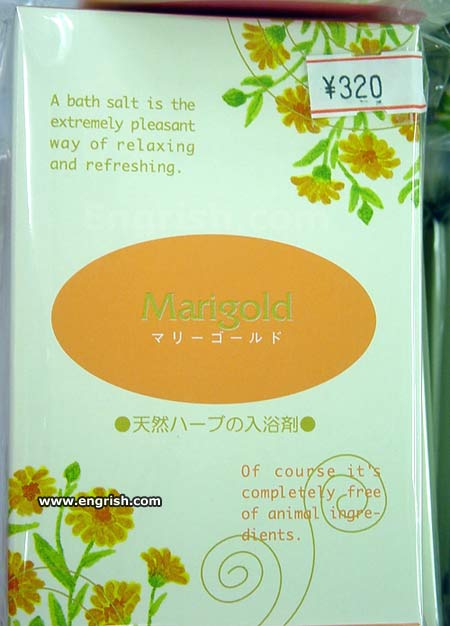 ¥320
A bath salt is the
extremely pleasant
way of relaxing
and refreshing.
Engrish.com
Marigold
マリーゴールド
●天然ハーブの入浴剤●
Of course it's
completely free
of animal ingre-
dients.
www.engrish.com